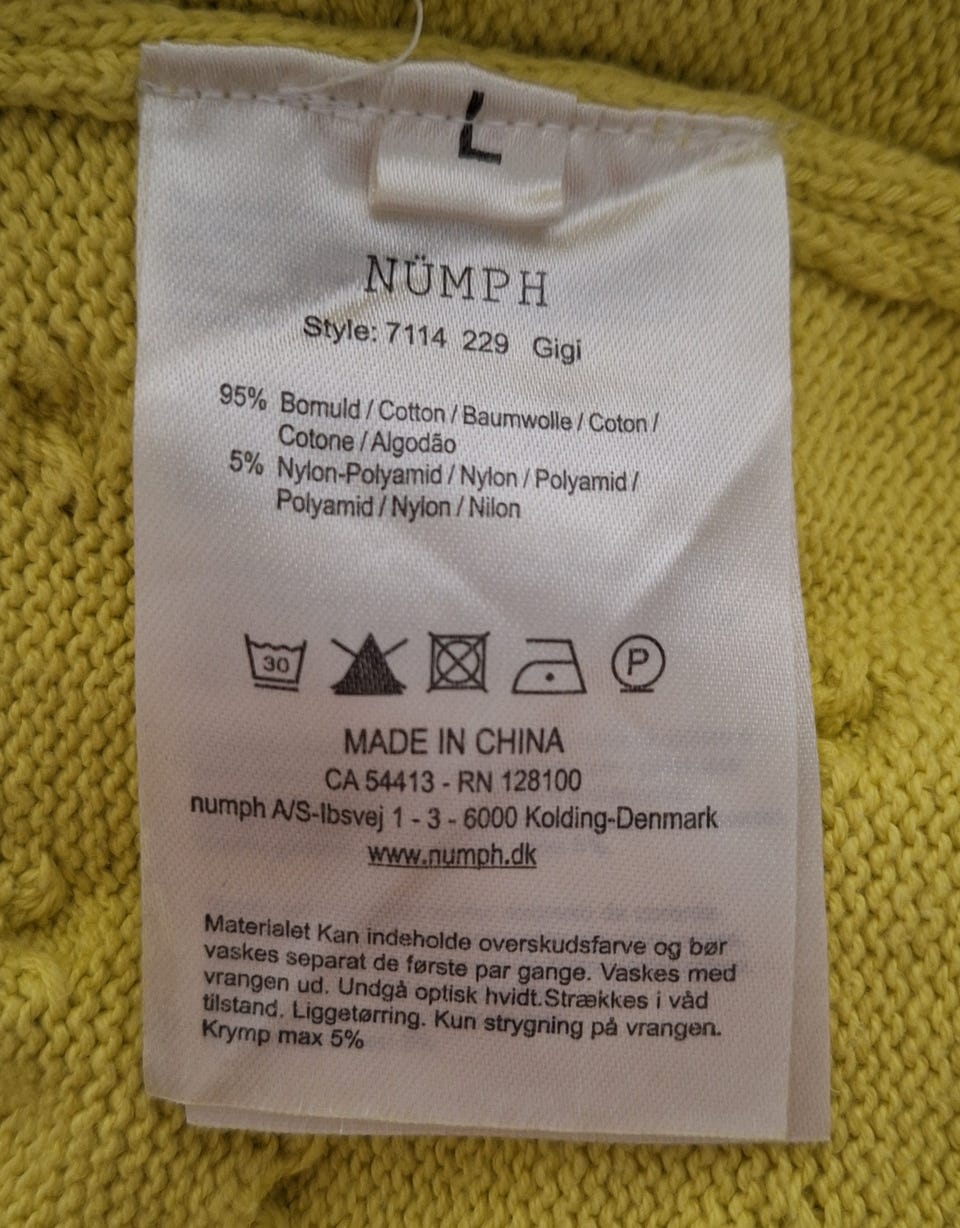 L
NÜMPH
Style: 7114 229 Gigi
95% Bomuld / Cotton / Baumwolle / Coton /
Cotone / Algodão
5% Nylon-Polyamid / Nylon / Polyamid /
Polyamid / Nylon / Nilon
30 P
MADE IN CHINA
CA 54413 - RN 128100
numph A/S-Ibsvej 1 - 3 - 6000 Kolding-Denmark
www.numph.dk
Materialet Kan indeholde overskudsfarve og bør
vaskes separat de første par gange. Vaskes med
vrangen ud. Undgå optisk hvidt.Strækkes i våd
tilstand. Liggetørring. Kun strygning på vrangen.
Krymp max 5%